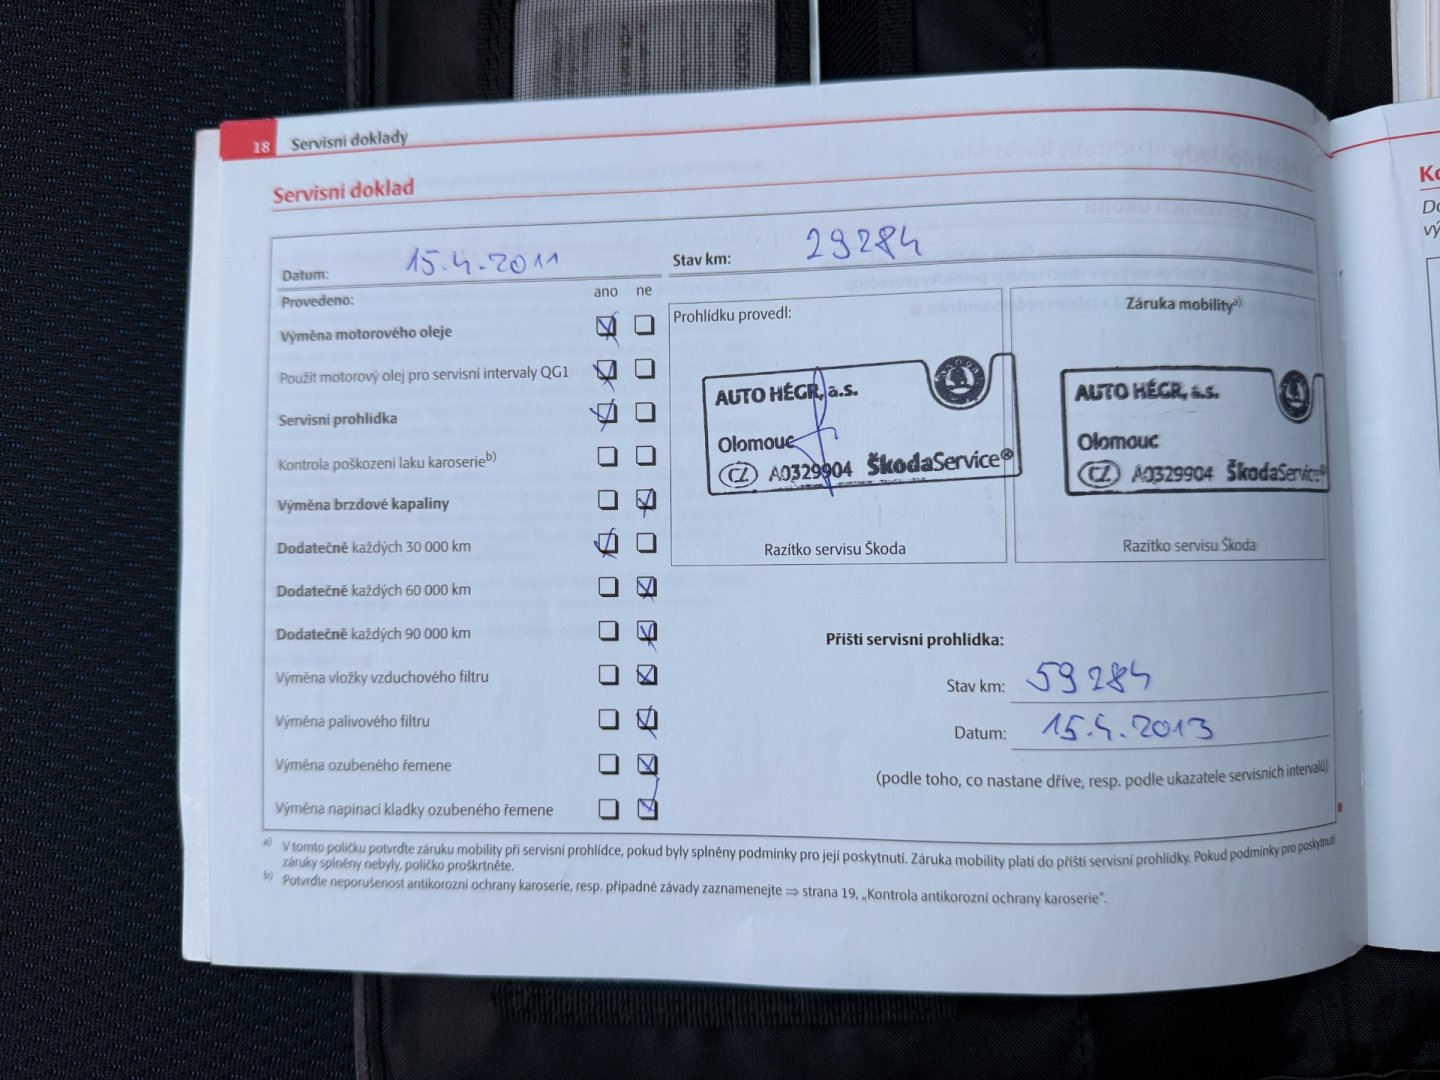 18 Servisní doklady
Servisní doklad
Datum: 15.4.2011 Stav km: 29284
Provedeno: ano ne
Výměna motorového oleje
Použit motorový olej pro servisní intervaly QG1
Servisní prohlídka
Kontrola poškození laku karoserie b)
Výměna brzdové kapaliny
Dodatečně každých 30 000 km
Dodatečně každých 60 000 km
Dodatečně každých 90 000 km
Výměna vložky vzduchového filtru
Výměna palivového filtru
Výměna ozubeného řemene
Výměna napínací kladky ozubeného řemene
Prohlídku provedl:
AUTO HÉGR, a.s.
Olomouc
CZ A0329904 ŠkodaService®
Razítko servisu Škoda
Záruka mobility a)
AUTO HÉGR, a.s.
Olomouc
CZ A0329904 ŠkodaService®
Razítko servisu Škoda
Příští servisní prohlídka:
Stav km: 59284
Datum: 15.4.2013
(podle toho, co nastane dříve, resp. podle ukazatele servisních intervalů)
a) V tomto políčku potvrďte záruku mobility při servisní prohlídce, pokud byly splněny podmínky pro její poskytnutí. Záruka mobility platí do příští servisní prohlídky. Pokud podmínky pro poskytnutí
záruky splněny nebyly, políčko proškrtněte.
b) Potvrďte neporušenost antikorozní ochrany karoserie, resp. případné závady zaznamenejte ⇒ strana 19, „Kontrola antikorozní ochrany karoserie“.